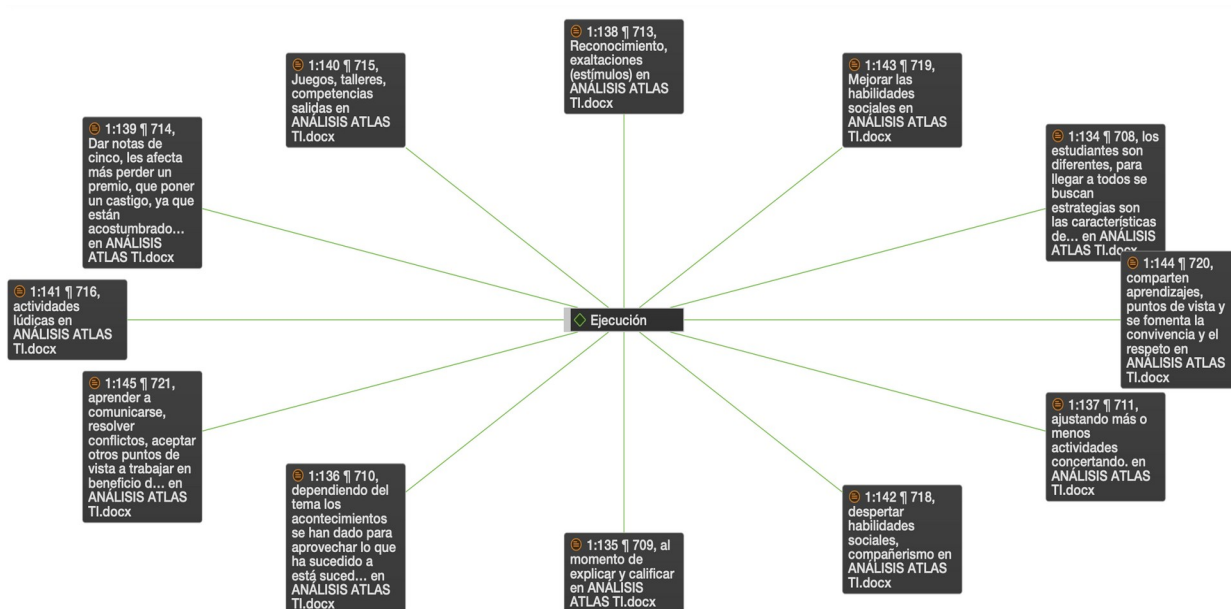 1:138 ¶ 713,
Reconocimiento,
exaltaciones
(estímulos) en
ANÁLISIS ATLAS
TI.docx
1:140 ¶ 715,
Juegos, talleres,
competencias
salidas en
ANÁLISIS ATLAS
TI.docx
1:143 ¶ 719,
Mejorar las
habilidades
sociales en
ANÁLISIS ATLAS
TI.docx
1:139 ¶ 714,
Dar notas de
cinco, les afecta
más perder un
premio, que poner
un castigo, ya que
están
acostumbrado...
en ANÁLISIS
ATLAS TI.docx
1:134 ¶ 708, los
estudiantes son
diferentes, para
llegar a todos se
buscan
estrategias son
las características
de... en ANÁLISIS
ATLAS TI.docx
1:141 ¶ 716,
actividades
lúdicas en
ANÁLISIS ATLAS
TI.docx
Ejecución
1:144 ¶ 720,
comparten
aprendizajes,
puntos de vista y
se fomenta la
convivencia y el
respeto en
ANÁLISIS ATLAS
TI.docx
1:145 ¶ 721,
aprender a
comunicarse,
resolver
conflictos, aceptar
otros puntos de
vista a trabajar en
beneficio d... en
ANÁLISIS ATLAS
TI.docx
1:137 ¶ 711,
ajustando más o
menos
actividades
concertando. en
ANÁLISIS ATLAS
TI.docx
1:136 ¶ 710,
dependiendo del
tema los
acontecimientos
se han dado para
aprovechar lo que
ha sucedido a
está suced... en
ANÁLISIS ATLAS
TI.docx
1:135 ¶ 709, al
momento de
explicar y calificar
en ANÁLISIS
ATLAS TI.docx
1:142 ¶ 718,
despertar
habilidades
sociales,
compañerismo en
ANÁLISIS ATLAS
TI.docx